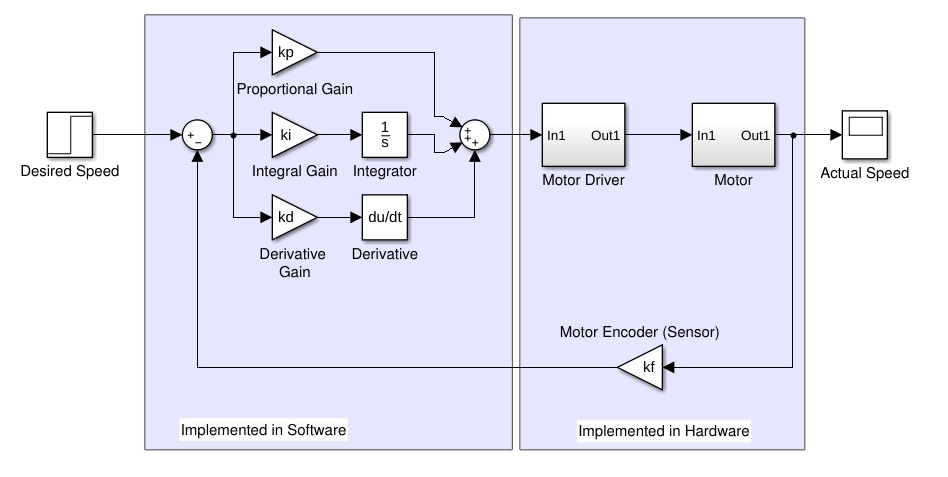 kp
Proportional Gain
+
−
ki
1
s
+
+
+
In1 Out1
In1 Out1
Desired Speed
Integral Gain
Integrator
Motor Driver
Motor
Actual Speed
kd
du/dt
Derivative
Gain
Derivative
Motor Encoder (Sensor)
kf
Implemented in Software
Implemented in Hardware